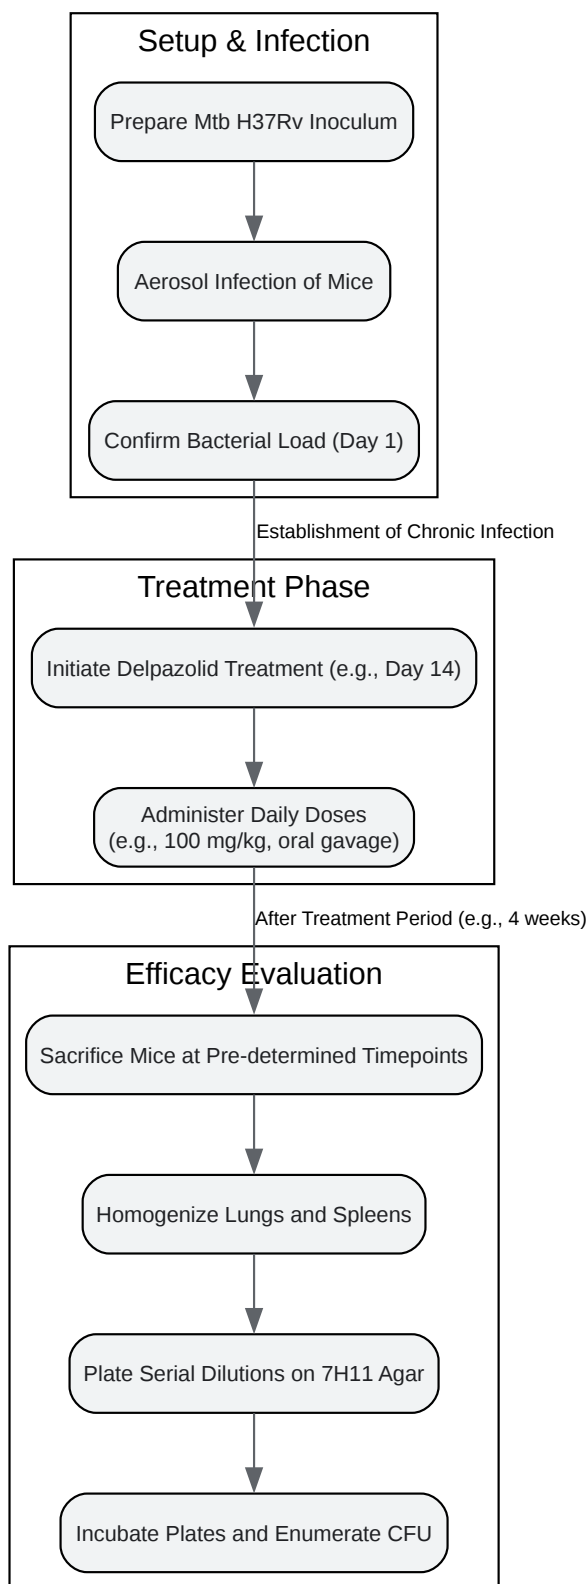 Setup & Infection
Prepare Mtb H37Rv Inoculum
Aerosol Infection of Mice
Confirm Bacterial Load (Day 1)
Establishment of Chronic Infection
Treatment Phase
Initiate Delpazolid Treatment (e.g., Day 14)
Administer Daily Doses
(e.g., 100 mg/kg, oral gavage)
After Treatment Period (e.g., 4 weeks)
Efficacy Evaluation
Sacrifice Mice at Pre-determined Timepoints
Homogenize Lungs and Spleens
Plate Serial Dilutions on 7H11 Agar
Incubate Plates and Enumerate CFU